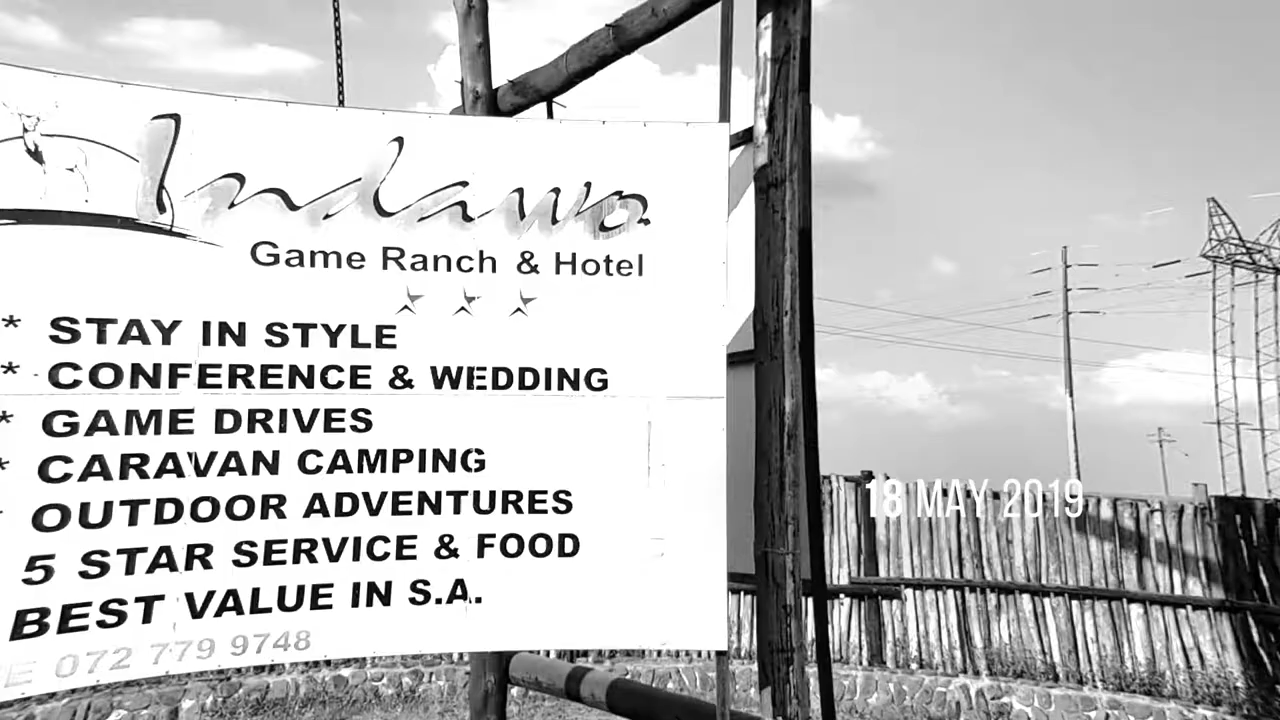 Indawo
Game Ranch & Hotel
* STAY IN STYLE
* CONFERENCE & WEDDING
* GAME DRIVES
* CARAVAN CAMPING
OUTDOOR ADVENTURES
5 STAR SERVICE & FOOD
BEST VALUE IN S.A.
072 779 9748
18 MAY 2019